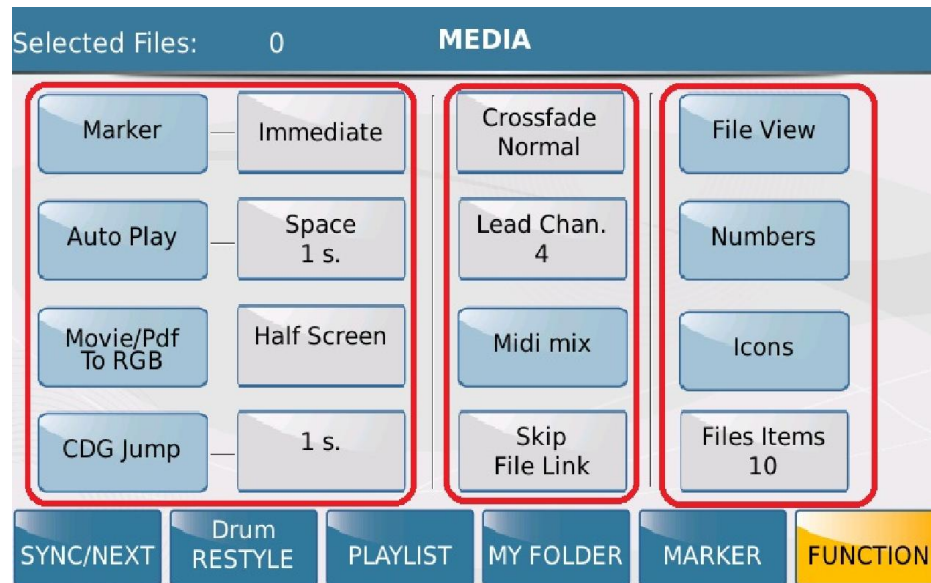 Selected Files: 0 MEDIA
Marker Immediate Crossfade Normal File View
Auto Play Space 1 s. Lead Chan. 4 Numbers
Movie/Pdf To RGB Half Screen Midi mix Icons
CDG Jump 1 s. Skip File Link Files Items 10
SYNC/NEXT Drum RESTYLE PLAYLIST MY FOLDER MARKER FUNCTION